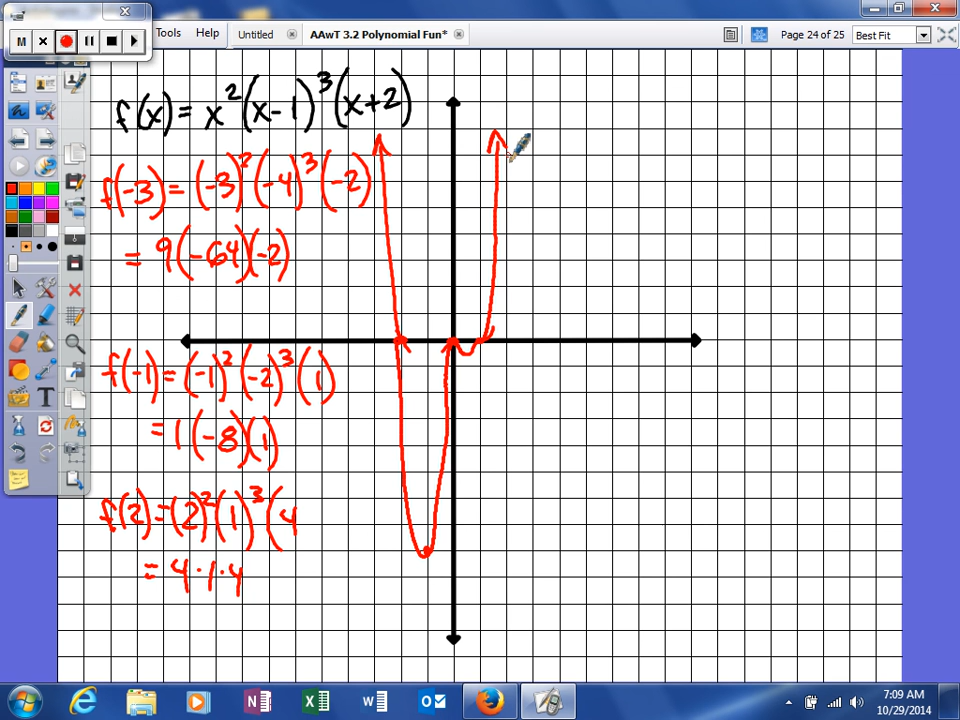 M
Tools Help Untitled AAwT 3.2 Polynomial Fun* Page 24 of 25 Best Fit
f(x) = x²(x-1)³(x+2)
f(-3) = (-3)²(-4)³(-2)
= 9(-64)(-2)
f(-1) = (-1)²(-2)³(1)
= 1(-8)(1)
f(2) = (2)²(1)³(4
= 4·1·4
7:09 AM
10/29/2014